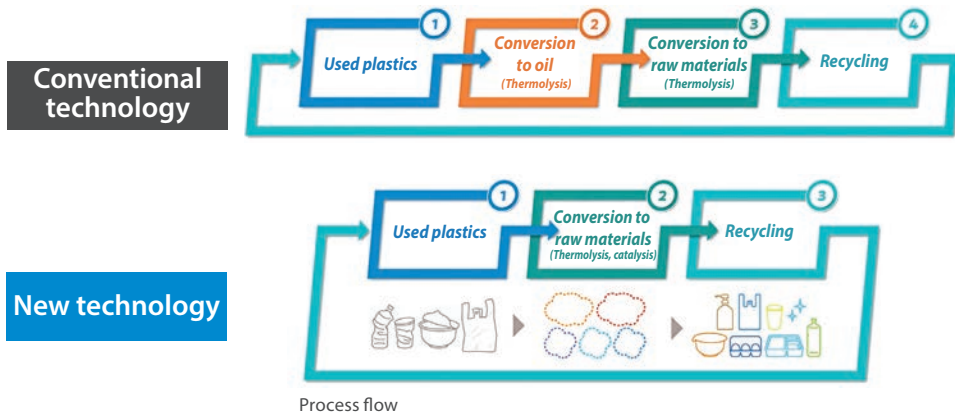 Conventional
technology
1
Used plastics
2
Conversion
to oil
(Thermolysis)
3
Conversion to
raw materials
(Thermolysis)
4
Recycling
New technology
1
Used plastics
2
Conversion to
raw materials
(Thermolysis, catalysis)
3
Recycling
Process flow